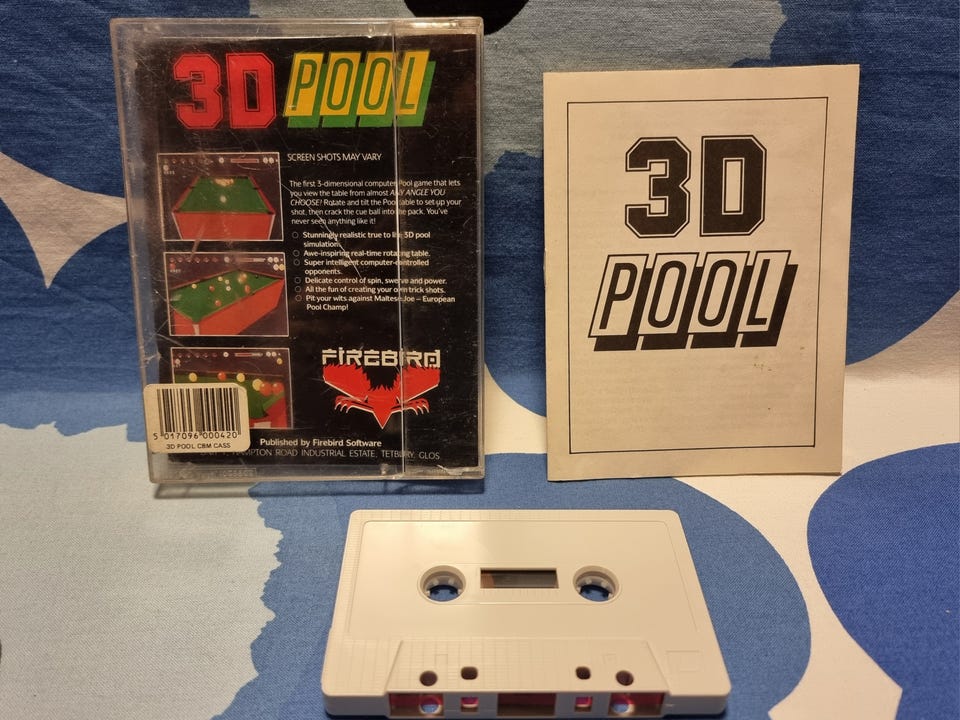 3D POOL
SCREEN SHOTS MAY VARY
The first 3-dimensional computer Pool game that lets
you view the table from almost ANY ANGLE YOU
CHOOSE! Rotate and tilt the Pool table to set up your
shot, then crack the cue ball into the pack. You've
never seen anything like it!
Stunningly realistic true to life 3D pool
simulation.
Awe-inspiring real-time rotating table.
Super intelligent computer-controlled
opponents.
Delicate control of spin, swerve and power.
All the fun of creating your own trick shots.
Pit your wits against Maltese Joe – European
Pool Champ!
FIREBIRD
5 017096 000420
3D POOL CBM CASS
Published by Firebird Software
ROAD INDUSTRIAL ESTATE, TETBURY, GLOS
3D
POOL